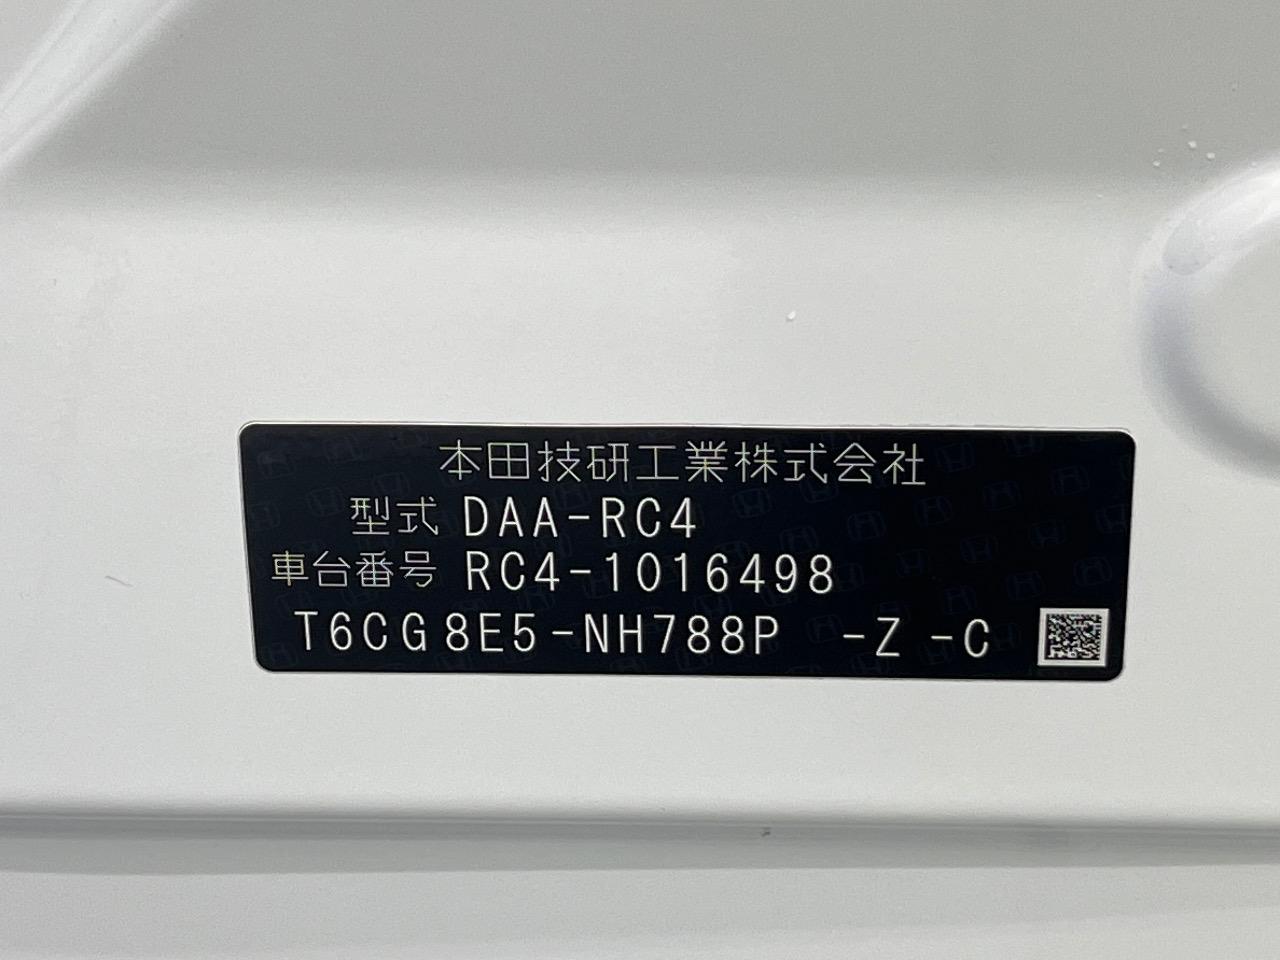 本田技研工業株式会社
型式 DAA-RC4
車台番号 RC4-1016498
T6CG8E5-NH788P -Z -C